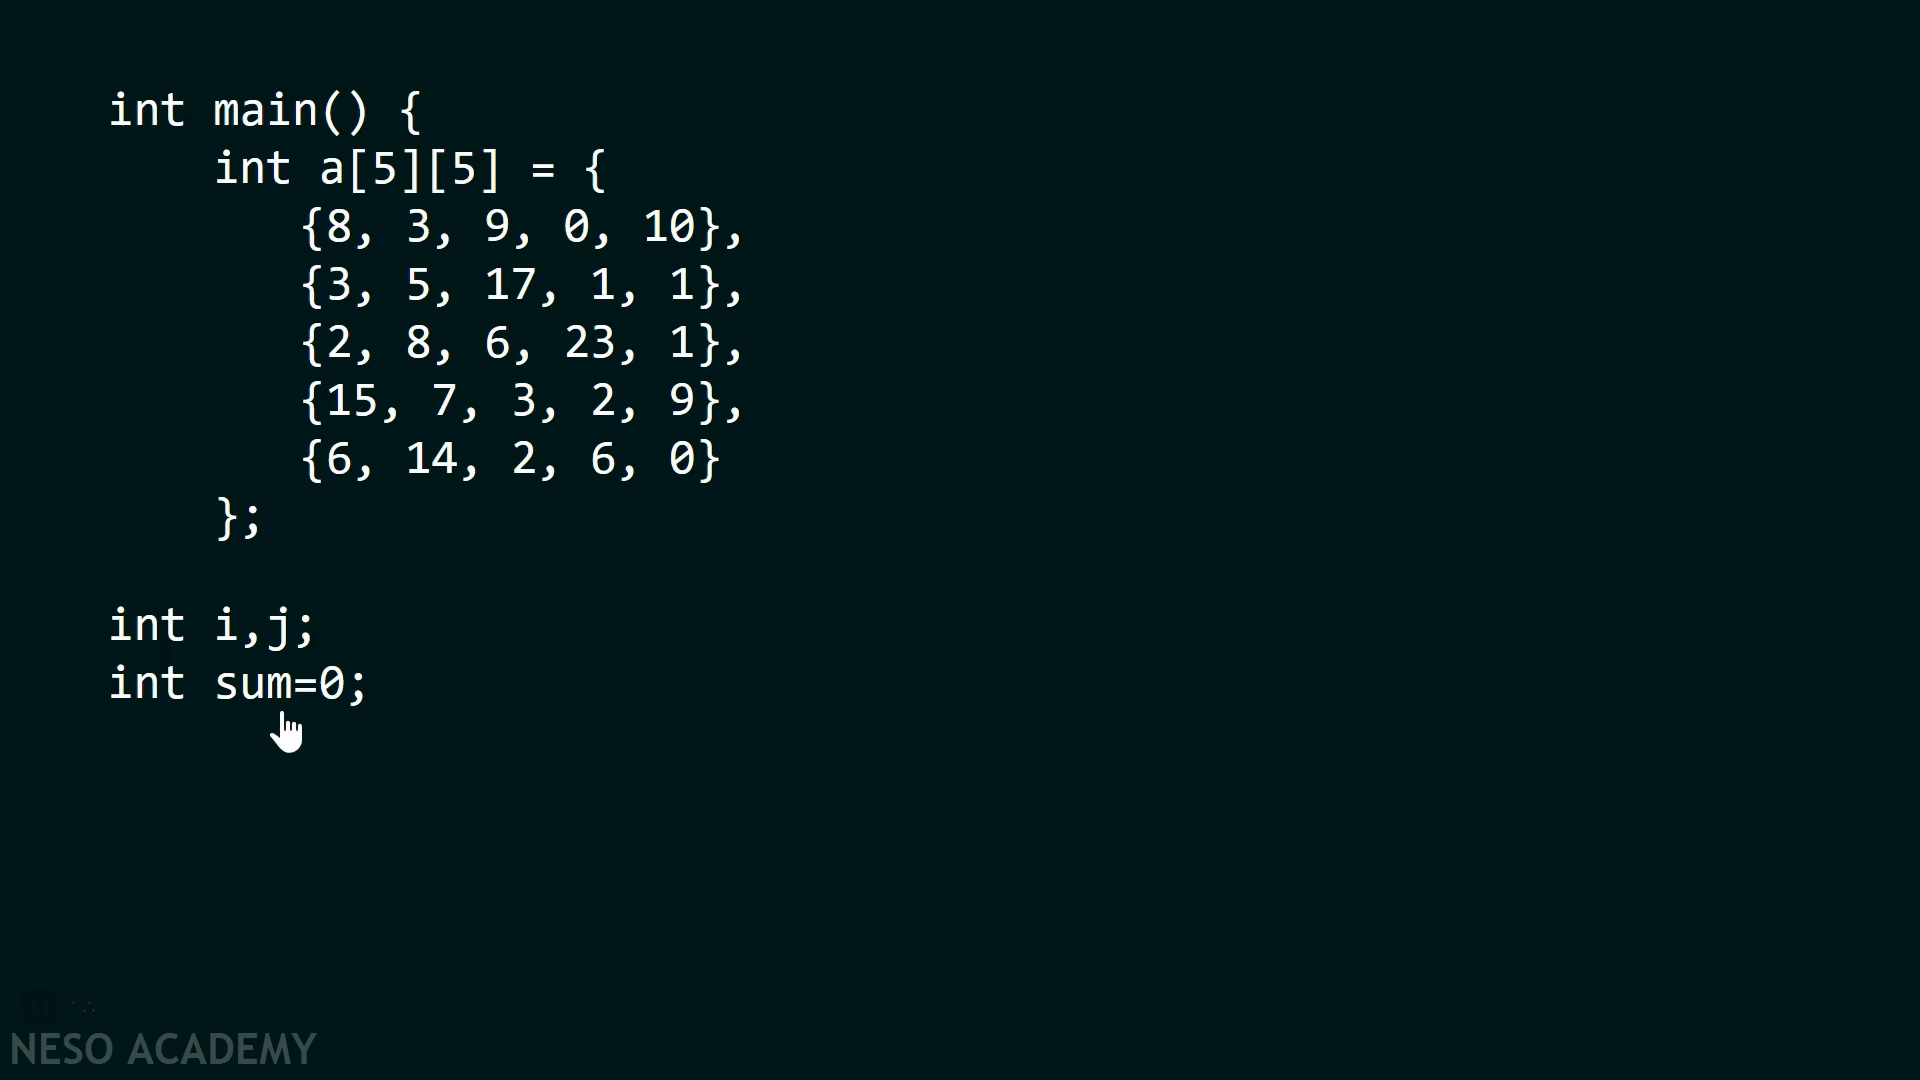 int main() {
int a[5][5] = {
{8, 3, 9, 0, 10},
{3, 5, 17, 1, 1},
{2, 8, 6, 23, 1},
{15, 7, 3, 2, 9},
{6, 14, 2, 6, 0}
};
int i,j;
int sum=0;
NESO ACADEMY